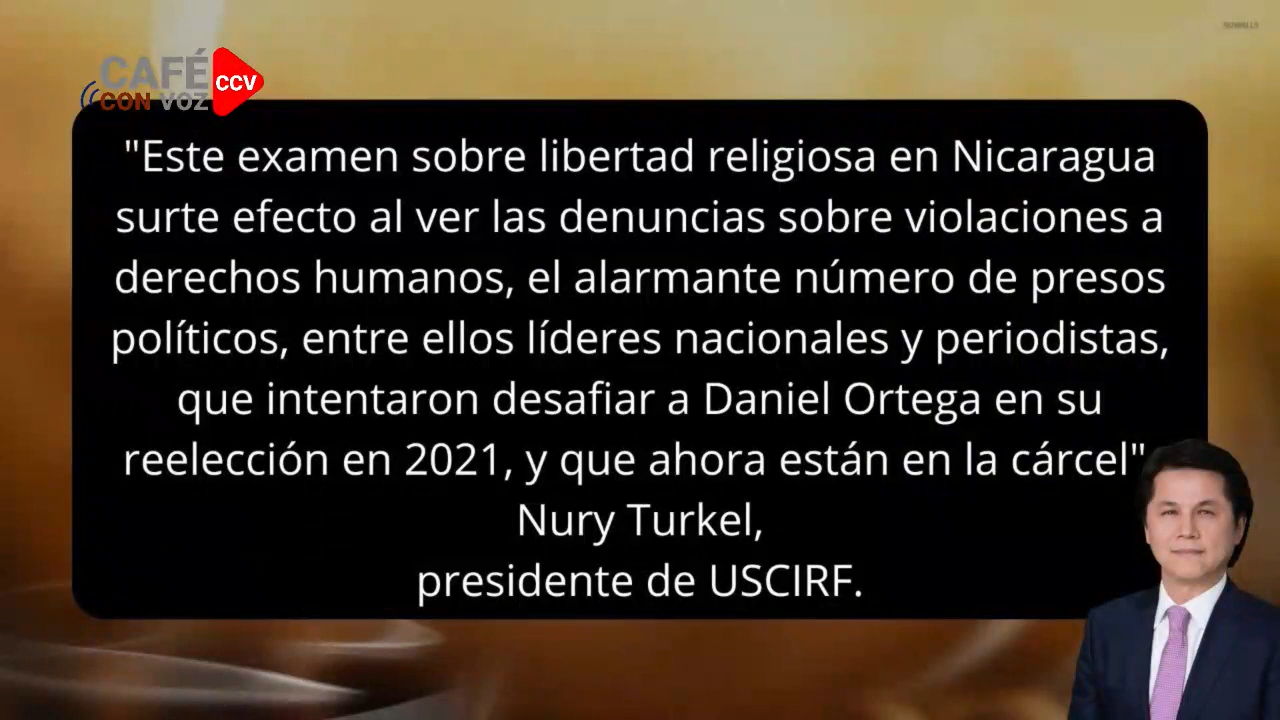 CAFÉ
CON VOZ
CCV
"Este examen sobre libertad religiosa en Nicaragua
surte efecto al ver las denuncias sobre violaciones a
derechos humanos, el alarmante número de presos
políticos, entre ellos líderes nacionales y periodistas,
que intentaron desafiar a Daniel Ortega en su
reelección en 2021, y que ahora están en la cárcel"
Nury Turkel,
presidente de USCIRF.